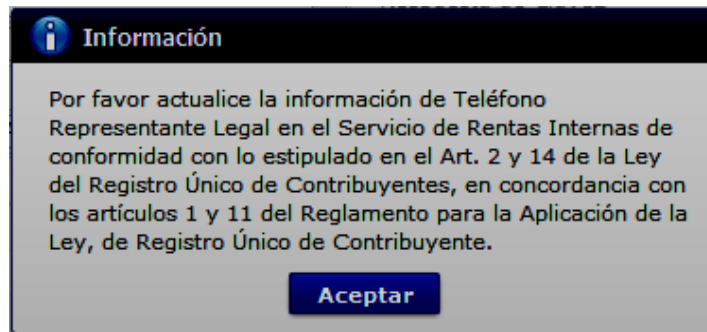 Información
Por favor actualice la información de Teléfono
Representante Legal en el Servicio de Rentas Internas de
conformidad con lo estipulado en el Art. 2 y 14 de la Ley
del Registro Único de Contribuyentes, en concordancia con
los artículos 1 y 11 del Reglamento para la Aplicación de la
Ley, de Registro Único de Contribuyente.
Aceptar